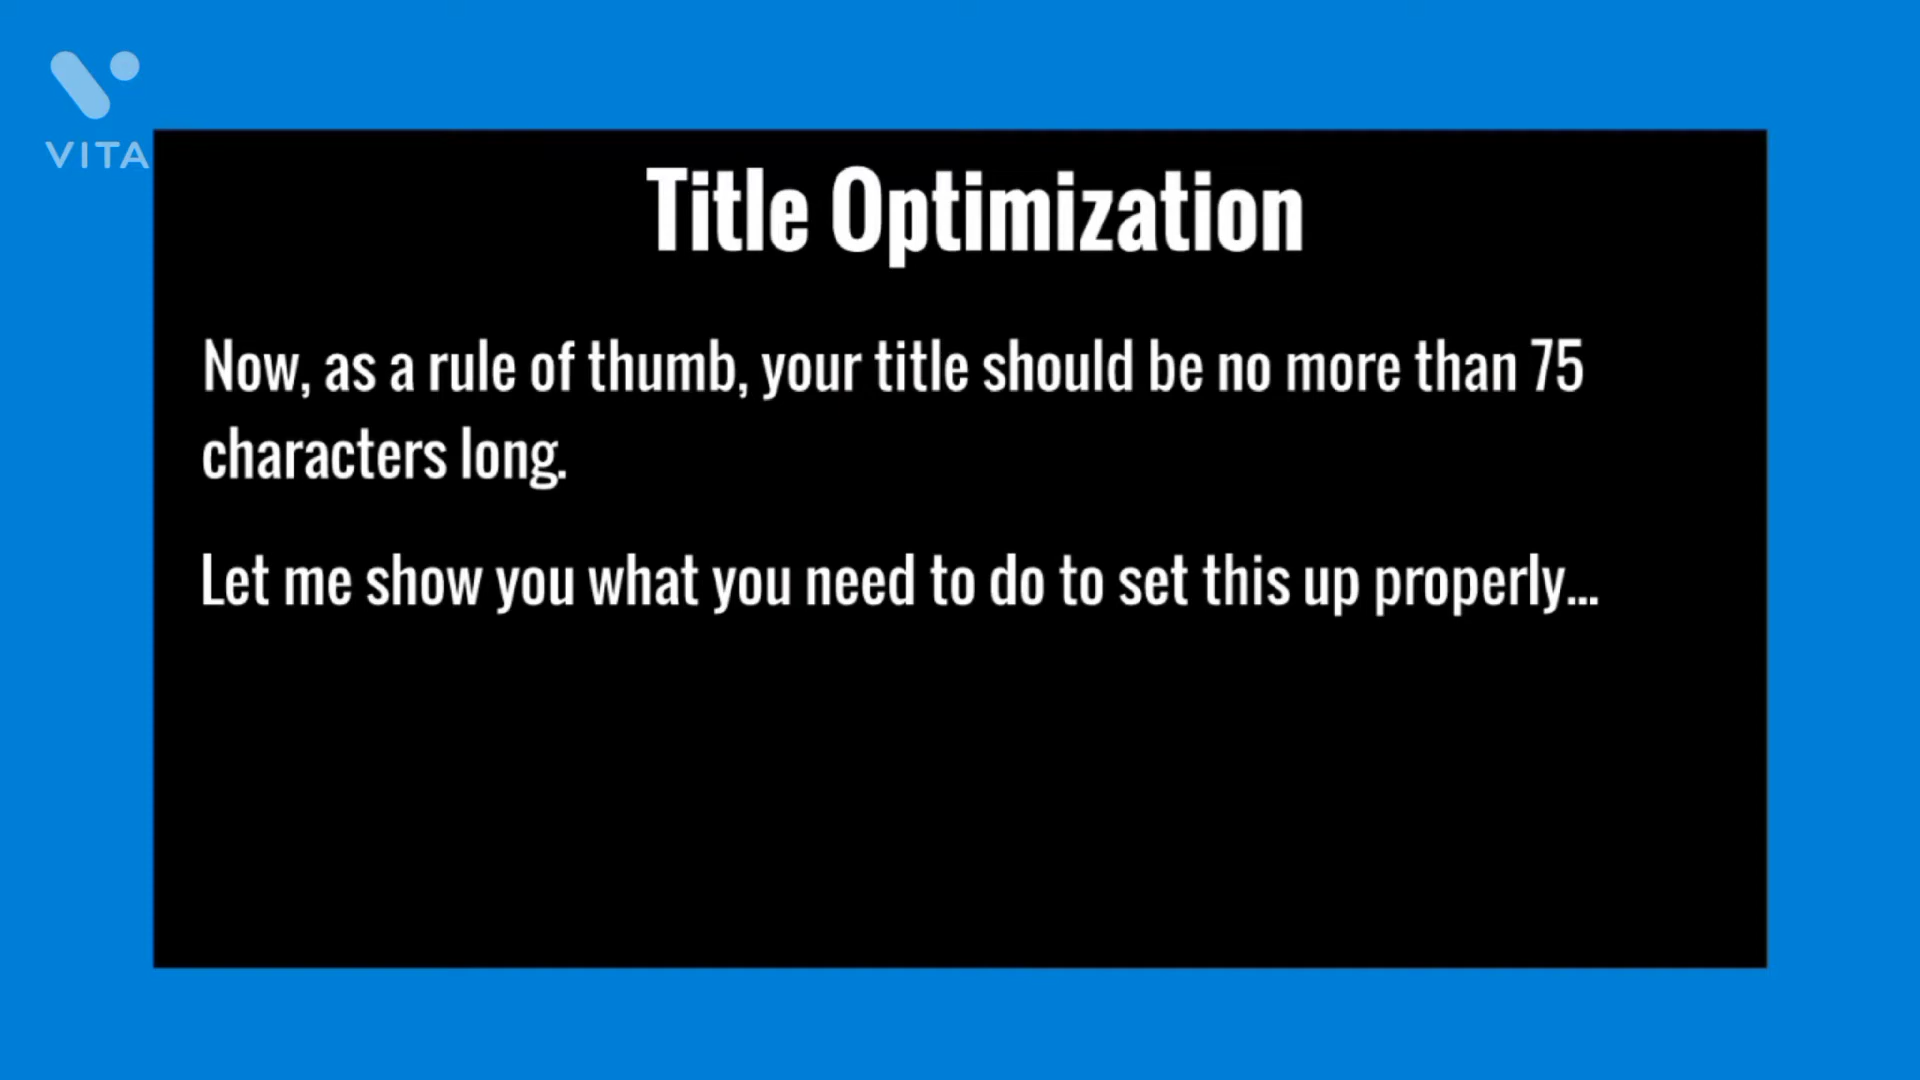 VITA
Title Optimization
Now, as a rule of thumb, your title should be no more than 75
characters long.
Let me show you what you need to do to set this up properly...